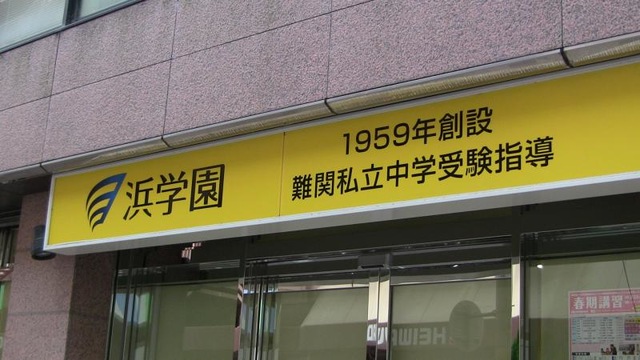 浜学園
1959年創設
難関私立中学受験指導
HEIWA
春期講習